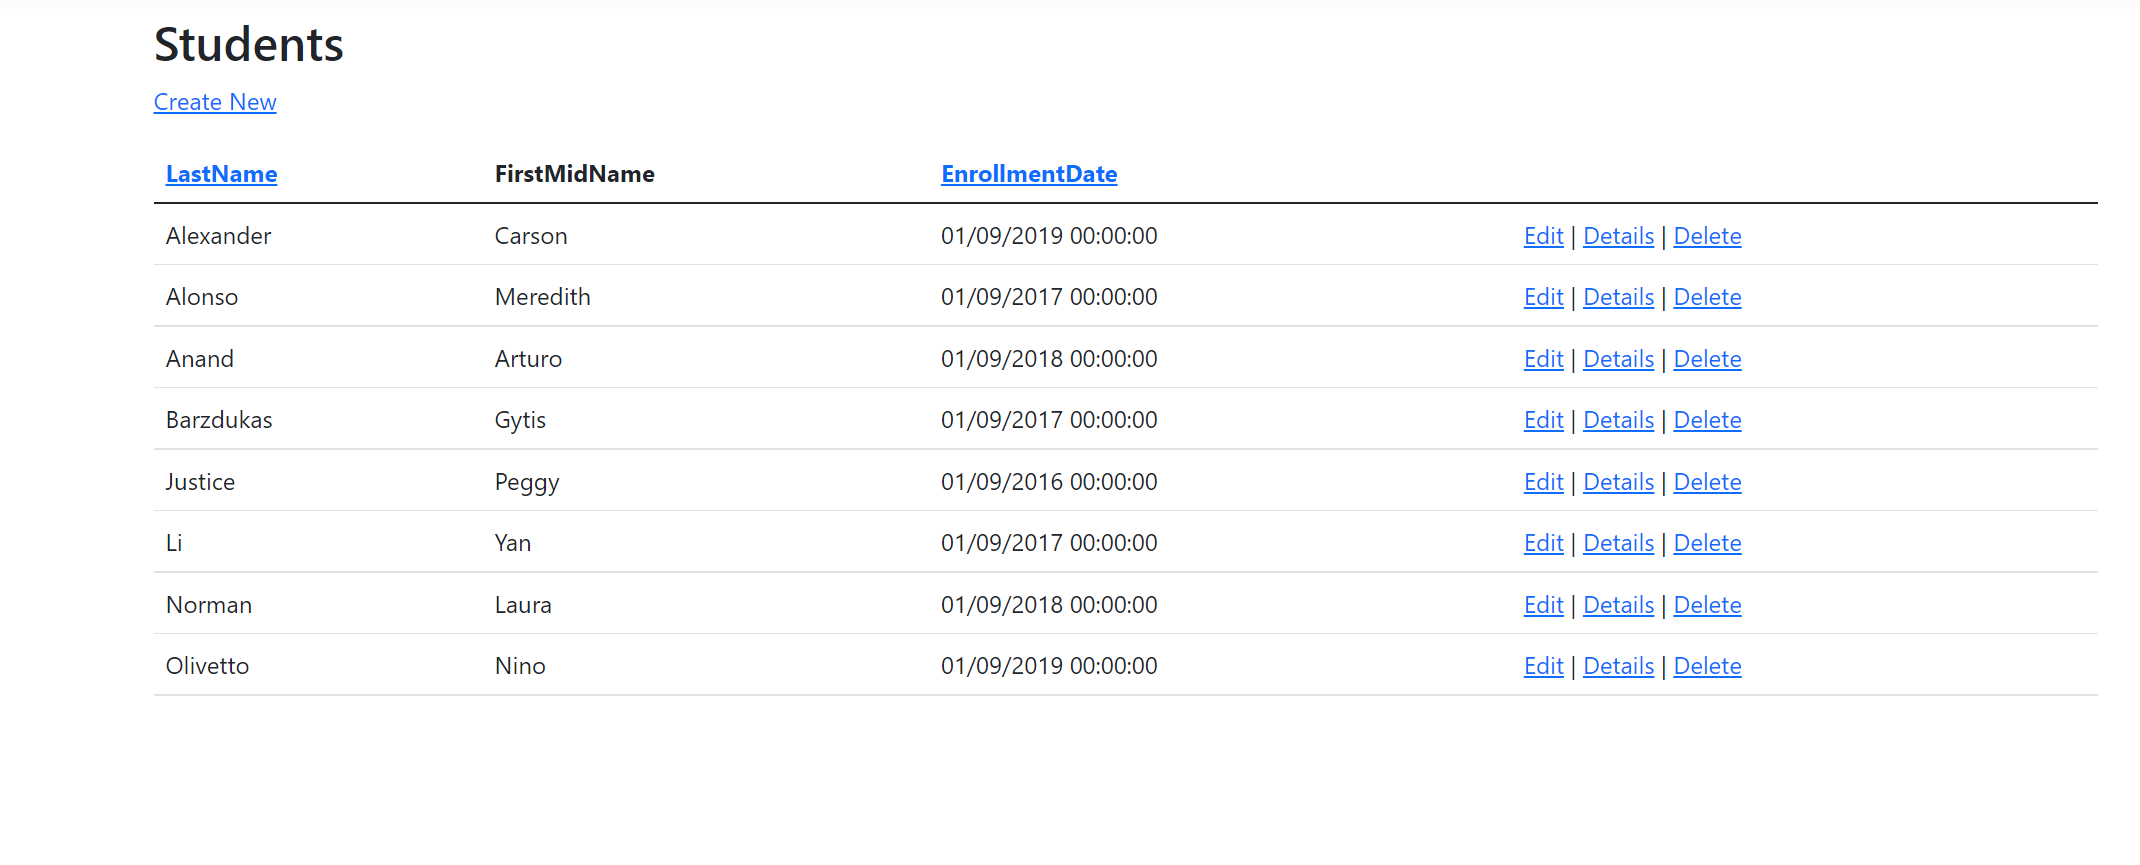 Students
Create New
LastName FirstMidName EnrollmentDate
Alexander Carson 01/09/2019 00:00:00 Edit | Details | Delete
Alonso Meredith 01/09/2017 00:00:00 Edit | Details | Delete
Anand Arturo 01/09/2018 00:00:00 Edit | Details | Delete
Barzdukas Gytis 01/09/2017 00:00:00 Edit | Details | Delete
Justice Peggy 01/09/2016 00:00:00 Edit | Details | Delete
Li Yan 01/09/2017 00:00:00 Edit | Details | Delete
Norman Laura 01/09/2018 00:00:00 Edit | Details | Delete
Olivetto Nino 01/09/2019 00:00:00 Edit | Details | Delete